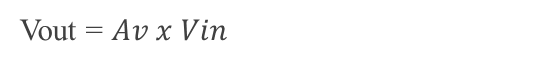 Vout = Av x Vin